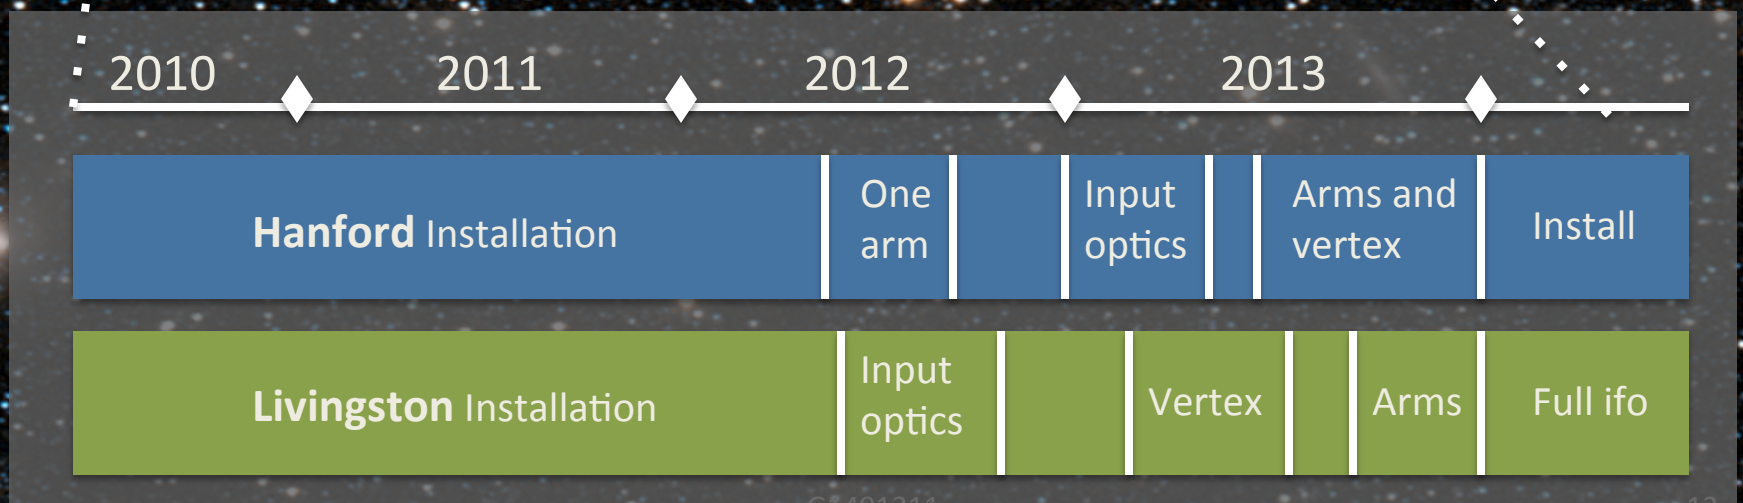 2010 2011 2012 2013
Hanford Installation
One
arm
Input
optics
Arms and
vertex
Install
Livingston Installation
Input
optics
Vertex
Arms
Full ifo